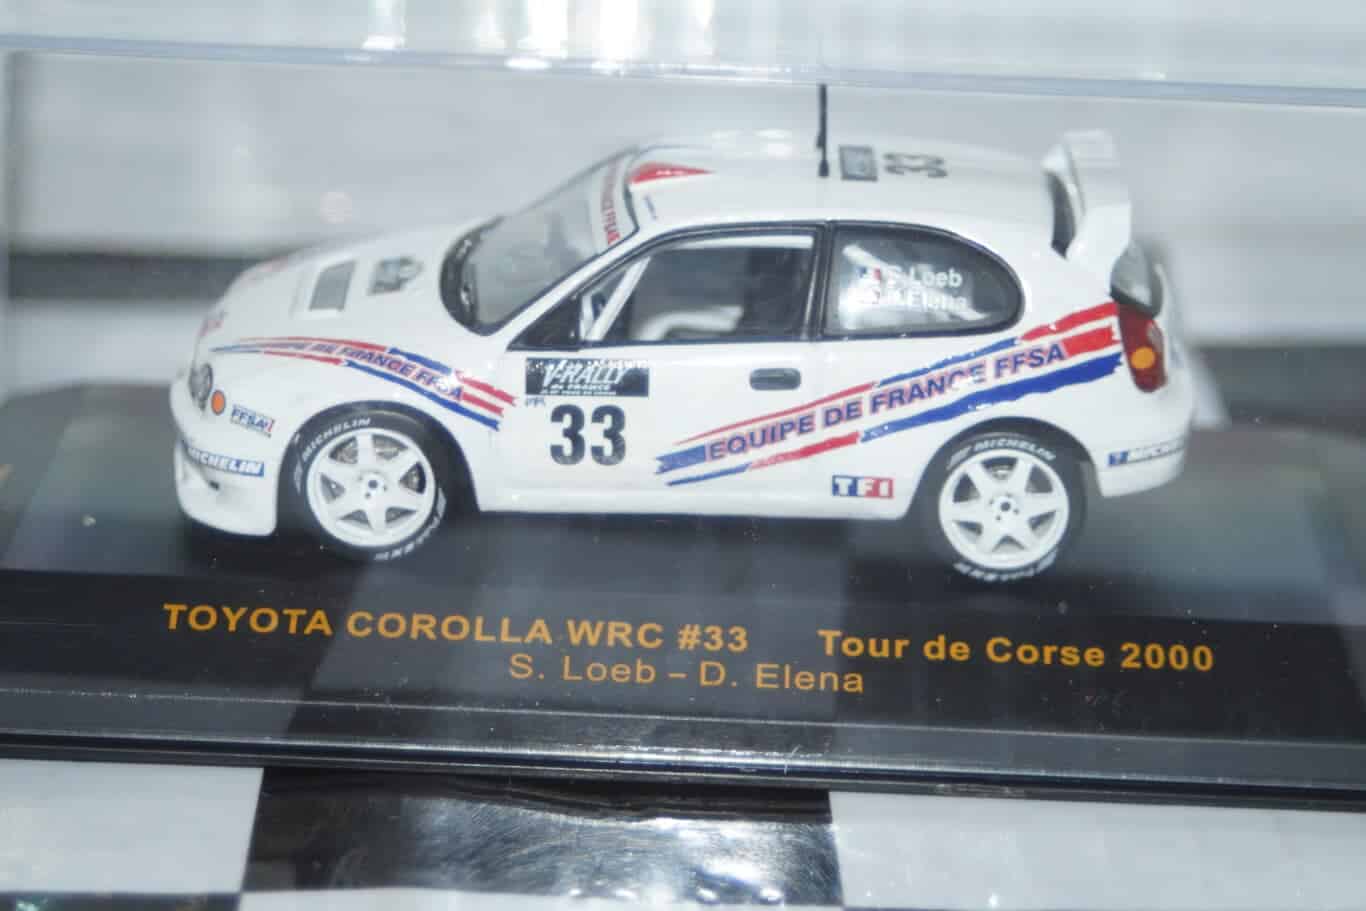 33
S. Loeb
D. Elena
EQUIPE DE FRANCE FFSA
V-RALLY
33
EQUIPE DE FRANCE FFSA
FFSA
MICHELIN
MICHELIN
MICHELIN
TF1
TOYOTA COROLLA WRC #33 Tour de Corse 2000
S. Loeb – D. Elena